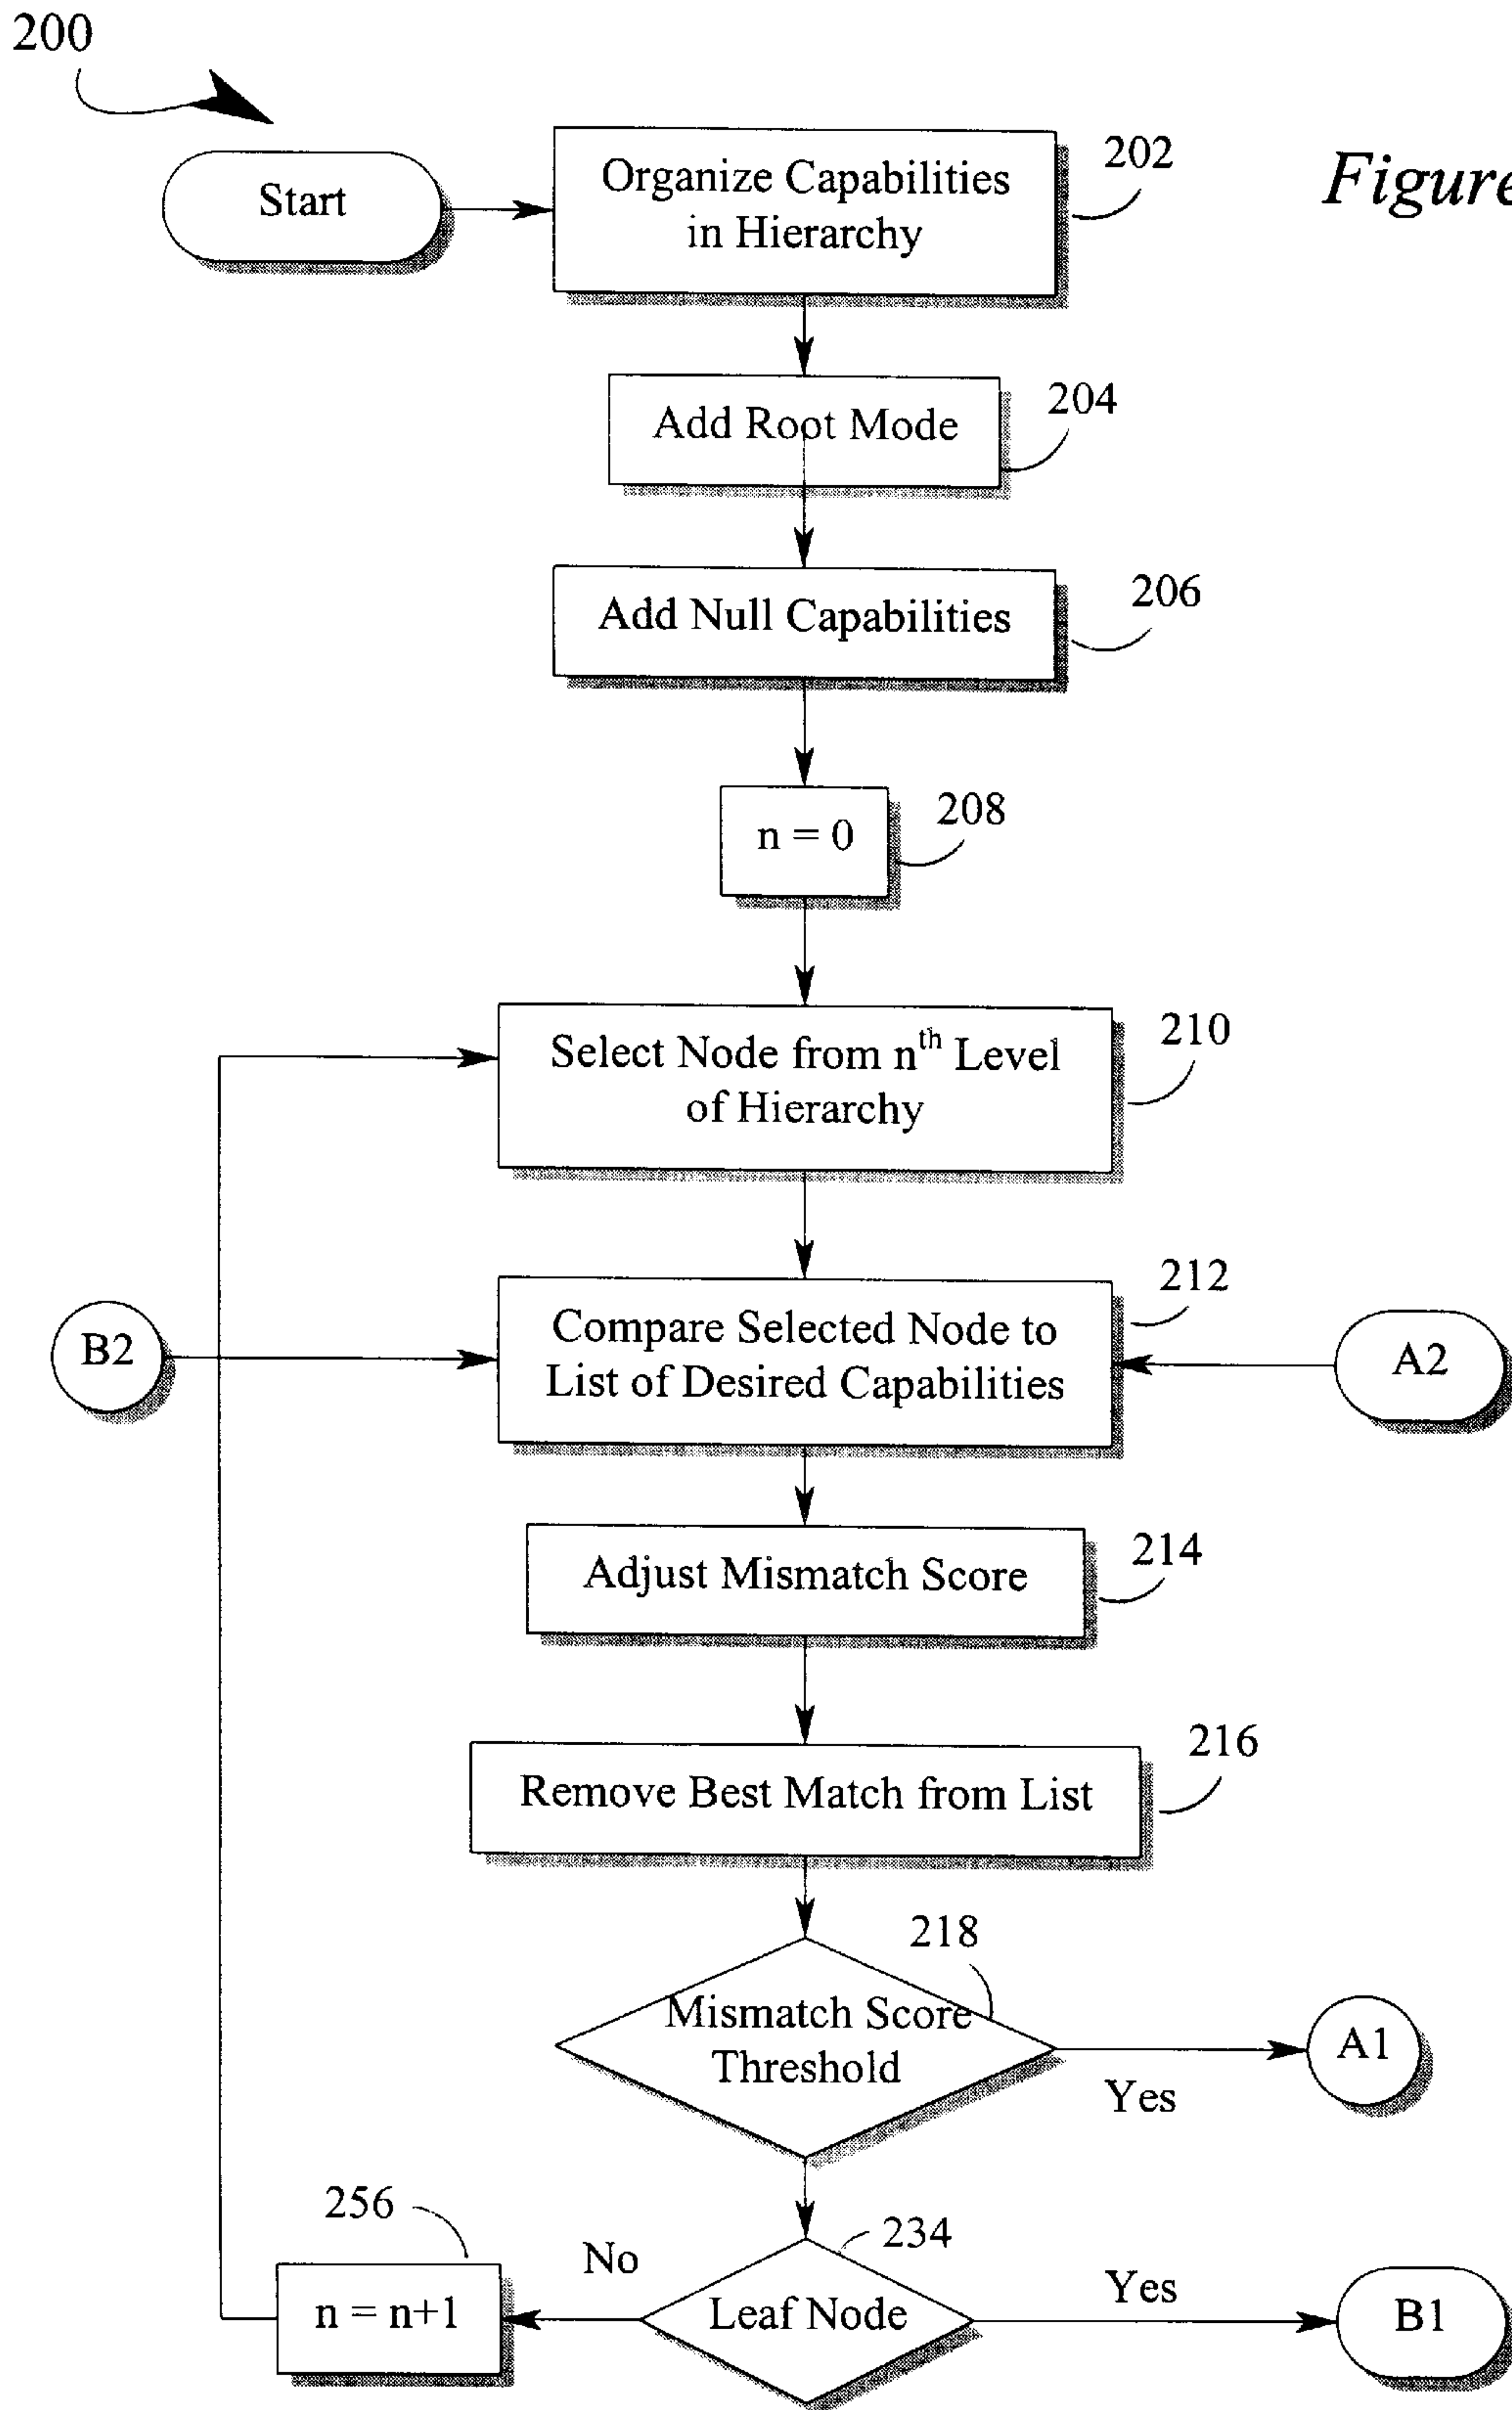 200
Start
Organize Capabilities
in Hierarchy
202
Figure
Add Root Mode
204
Add Null Capabilities
206
n = 0
208
Select Node from nth Level
of Hierarchy
210
B2
Compare Selected Node to
List of Desired Capabilities
212
A2
Adjust Mismatch Score
214
Remove Best Match from List
216
218
Mismatch Score
Threshold
Yes
A1
256
n = n+1
No
234
Leaf Node
Yes
B1